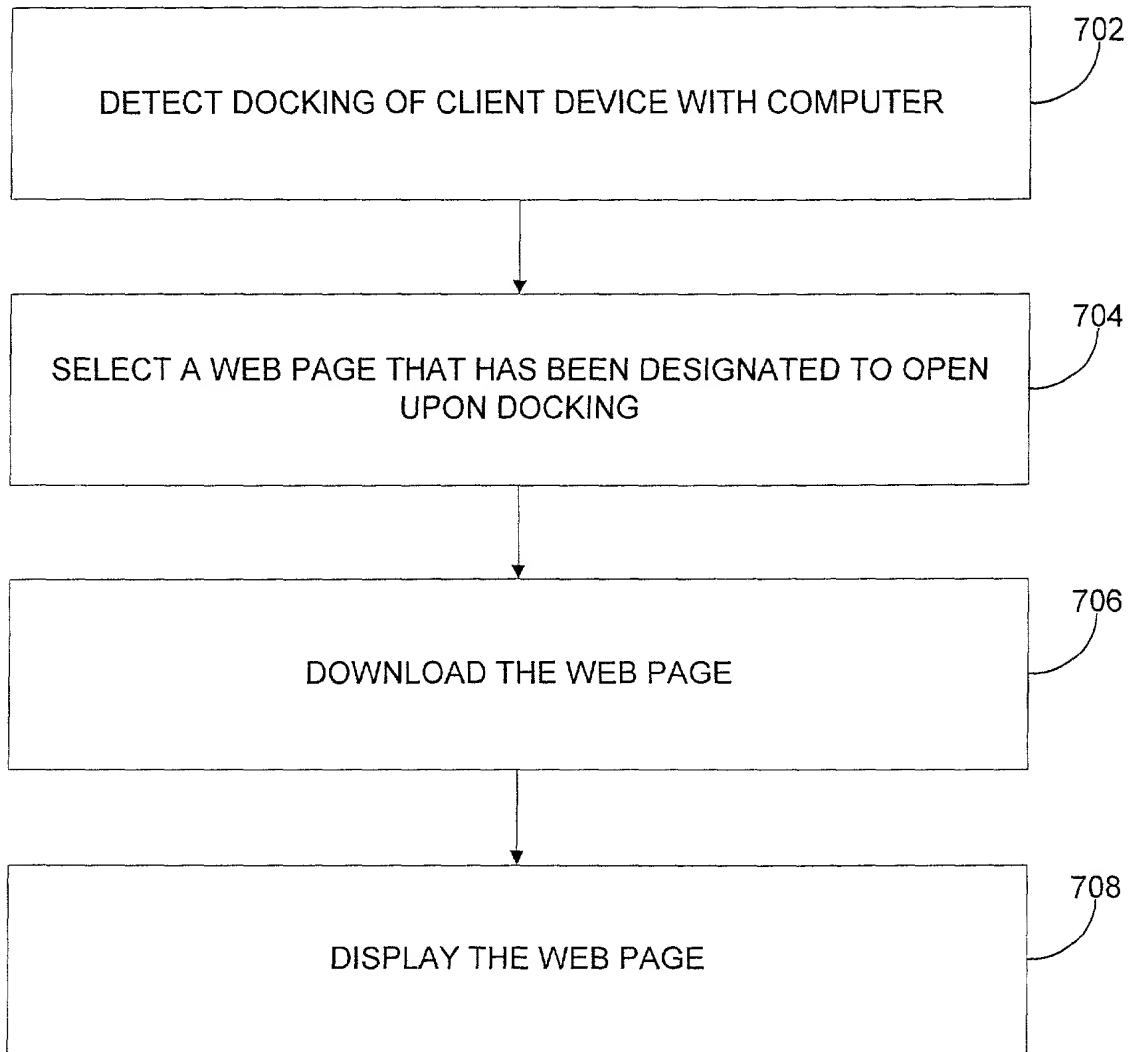 702
DETECT DOCKING OF CLIENT DEVICE WITH COMPUTER
704
SELECT A WEB PAGE THAT HAS BEEN DESIGNATED TO OPEN
UPON DOCKING
706
DOWNLOAD THE WEB PAGE
708
DISPLAY THE WEB PAGE